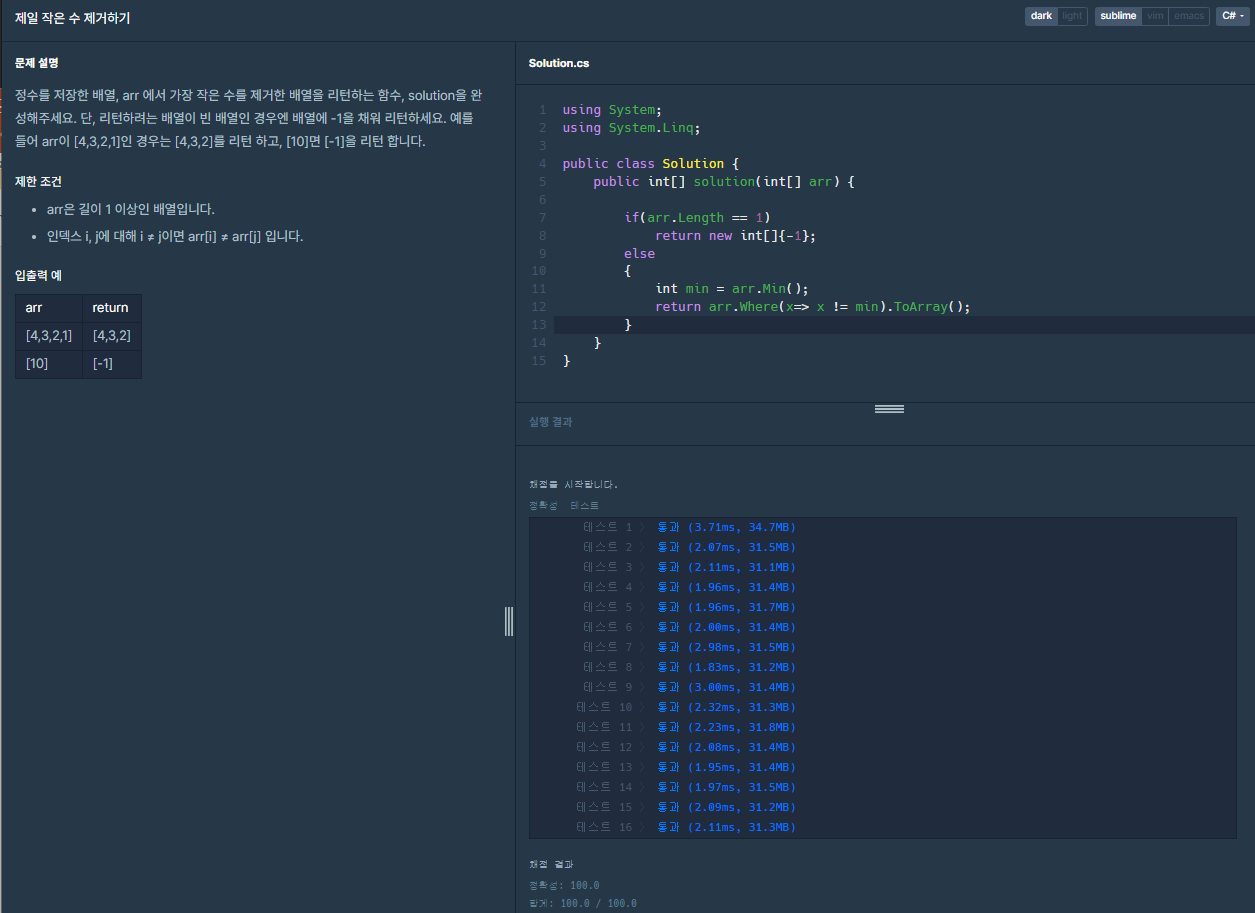 제일 작은 수 제거하기
dark light sublime vim emacs C#
문제 설명
정수를 저장한 배열, arr 에서 가장 작은 수를 제거한 배열을 리턴하는 함수, solution을 완
성해주세요. 단, 리턴하려는 배열이 빈 배열인 경우엔 배열에 -1을 채워 리턴하세요. 예를
들어 arr이 [4,3,2,1]인 경우는 [4,3,2]를 리턴 하고, [10]면 [-1]을 리턴 합니다.
제한 조건
• arr은 길이 1 이상인 배열입니다.
• 인덱스 i, j에 대해 i ≠ j이면 arr[i] ≠ arr[j] 입니다.
입출력 예
arr return
[4,3,2,1] [4,3,2]
[10] [-1]
Solution.cs
1 using System;
2 using System.Linq;
3
4 public class Solution {
5     public int[] solution(int[] arr) {
6
7         if(arr.Length == 1)
8             return new int[]{-1};
9         else
10         {
11             int min = arr.Min();
12             return arr.Where(x=> x != min).ToArray();
13         }
14     }
15 }
실행 결과
채점을 시작합니다.
정확성 테스트
테스트 1 〉 통과 (3.71ms, 34.7MB)
테스트 2 〉 통과 (2.07ms, 31.5MB)
테스트 3 〉 통과 (2.11ms, 31.1MB)
테스트 4 〉 통과 (1.96ms, 31.4MB)
테스트 5 〉 통과 (1.96ms, 31.7MB)
테스트 6 〉 통과 (2.00ms, 31.4MB)
테스트 7 〉 통과 (2.98ms, 31.5MB)
테스트 8 〉 통과 (1.83ms, 31.2MB)
테스트 9 〉 통과 (3.00ms, 31.4MB)
테스트 10 〉 통과 (2.32ms, 31.3MB)
테스트 11 〉 통과 (2.23ms, 31.8MB)
테스트 12 〉 통과 (2.08ms, 31.4MB)
테스트 13 〉 통과 (1.95ms, 31.4MB)
테스트 14 〉 통과 (1.97ms, 31.5MB)
테스트 15 〉 통과 (2.09ms, 31.2MB)
테스트 16 〉 통과 (2.11ms, 31.3MB)
채점 결과
정확성: 100.0
합계: 100.0 / 100.0